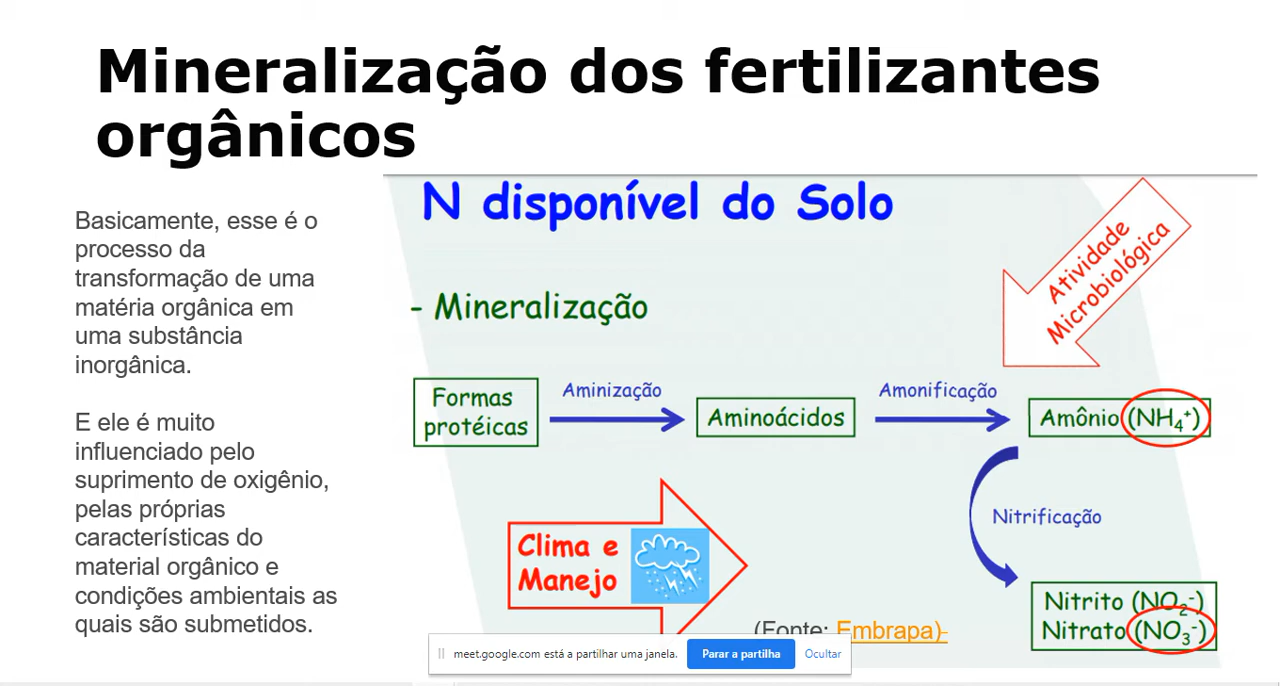 Mineralização dos fertilizantes
orgânicos
Basicamente, esse é o
processo da
transformação de uma
matéria orgânica em
uma substância
inorgânica.
E ele é muito
influenciado pelo
suprimento de oxigênio,
pelas próprias
características do
material orgânico e
condições ambientais as
quais são submetidos.
N disponível do Solo
Atividade
Microbiológica
- Mineralização
Formas
protéicas
Aminização
Aminoácidos
Amonificação
Amônio (NH₄⁺)
Nitrificação
Clima e
Manejo
Nitrito (NO₂⁻)
Nitrato (NO₃⁻)
(Fonte: Embrapa)
meet.google.com está a partilhar uma janela. Parar a partilha Ocultar